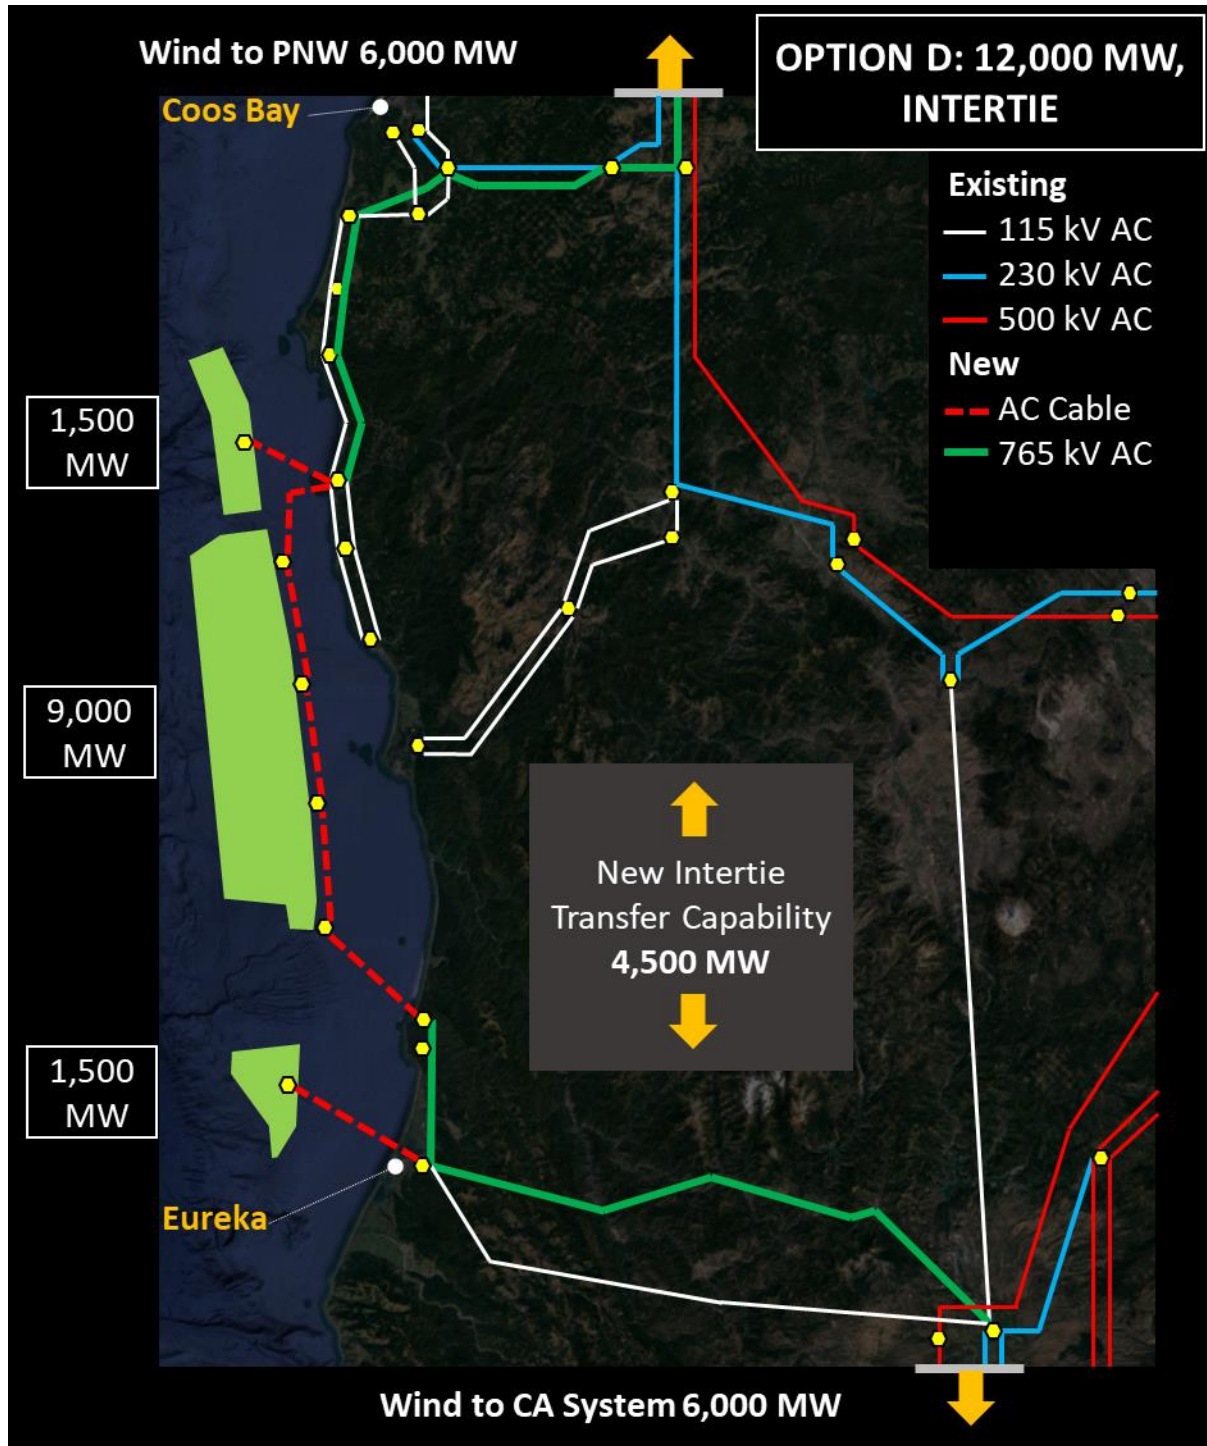 Wind to PNW 6,000 MW
OPTION D: 12,000 MW,
INTERTIE
Coos Bay
Existing
115 kV AC
230 kV AC
500 kV AC
New
AC Cable
765 kV AC
1,500
MW
9,000
MW
New Intertie
Transfer Capability
4,500 MW
1,500
MW
Eureka
Wind to CA System 6,000 MW